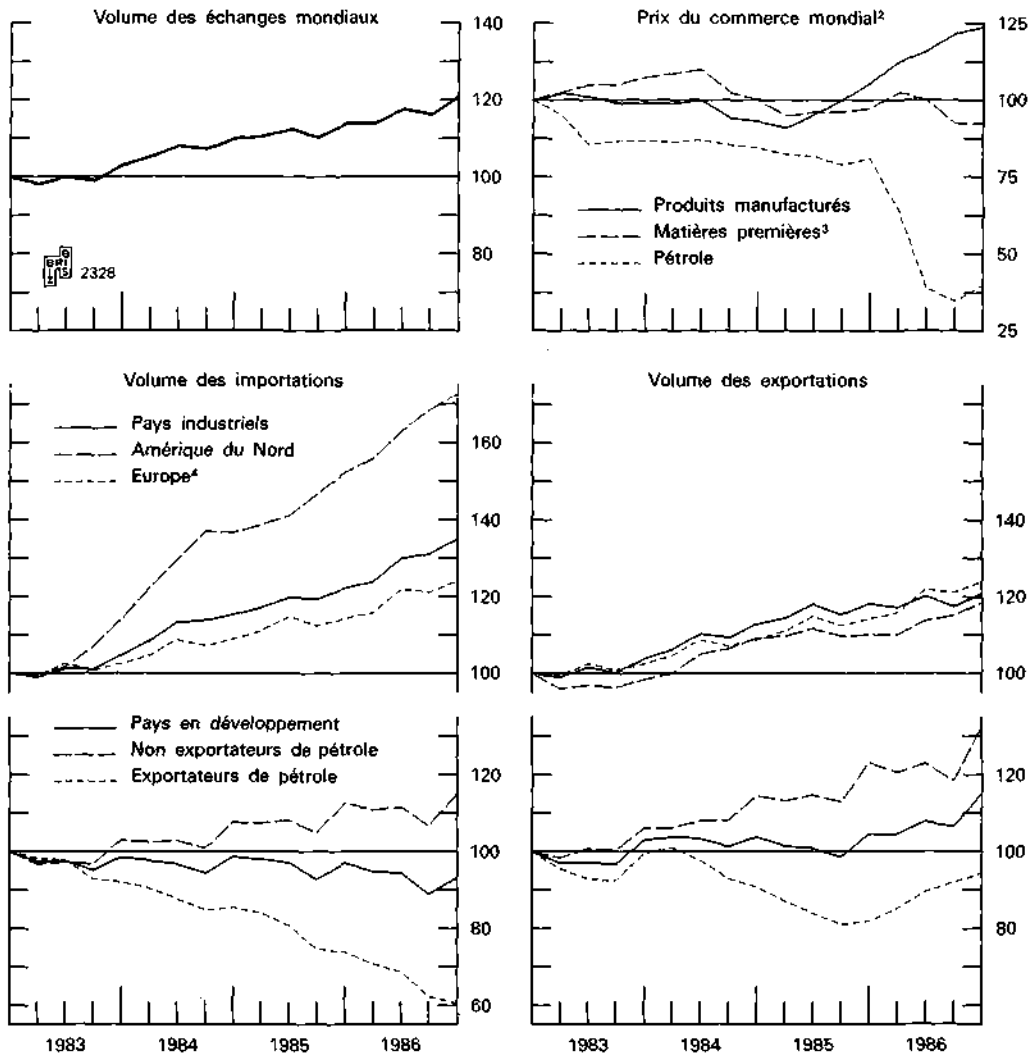 Volume des échanges mondiaux
140
120
100
80
BRI
2328
Prix du commerce mondial²
125
100
75
50
25
Produits manufacturés
Matières premières³
Pétrole
Volume des importations
Pays industriels
Amérique du Nord
Europe⁴
160
140
120
100
Volume des exportations
160
140
120
100
Pays en développement
Non exportateurs de pétrole
Exportateurs de pétrole
120
100
80
60
120
100
80
1983 1984 1985 1986
1983 1984 1985 1986